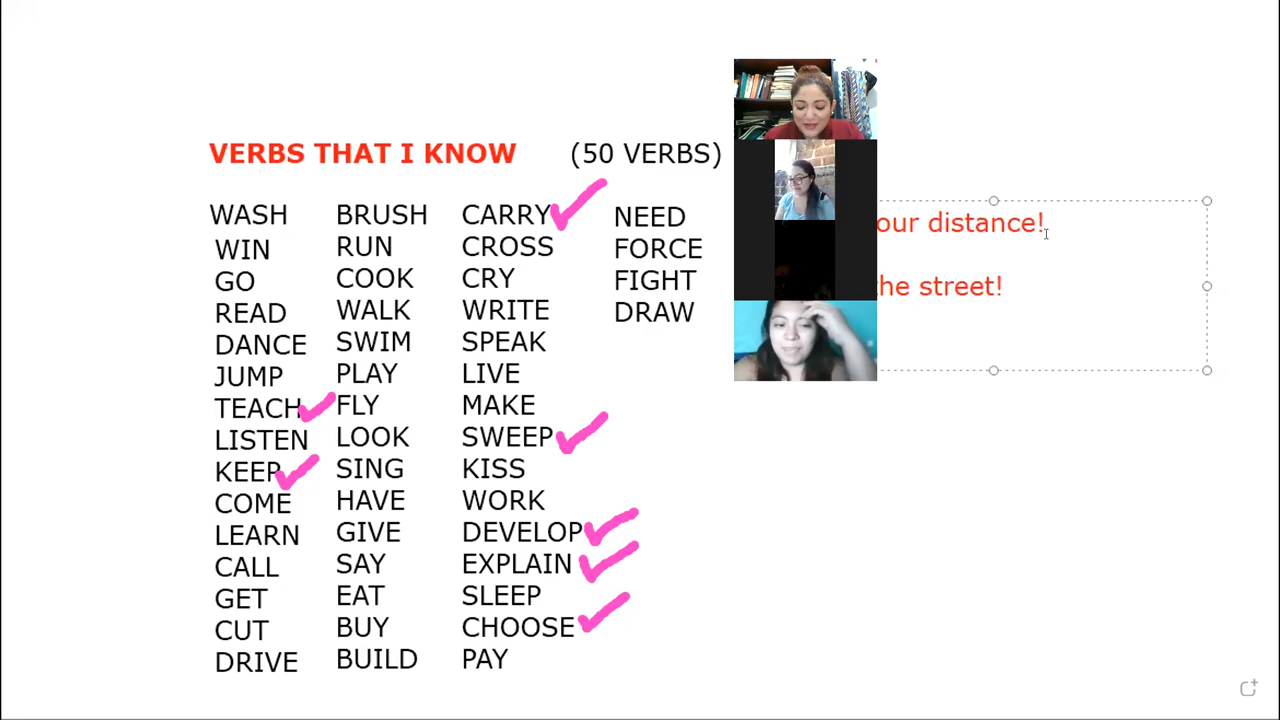 VERBS THAT I KNOW (50 VERBS)
WASH
WIN
GO
READ
DANCE
JUMP
TEACH
LISTEN
KEEP
COME
LEARN
CALL
GET
CUT
DRIVE
BRUSH
RUN
COOK
WALK
SWIM
PLAY
FLY
LOOK
SING
HAVE
GIVE
SAY
EAT
BUY
BUILD
CARRY
CROSS
CRY
WRITE
SPEAK
LIVE
MAKE
SWEEP
KISS
WORK
DEVELOP
EXPLAIN
SLEEP
CHOOSE
PAY
NEED
FORCE
FIGHT
DRAW
our distance!
the street!